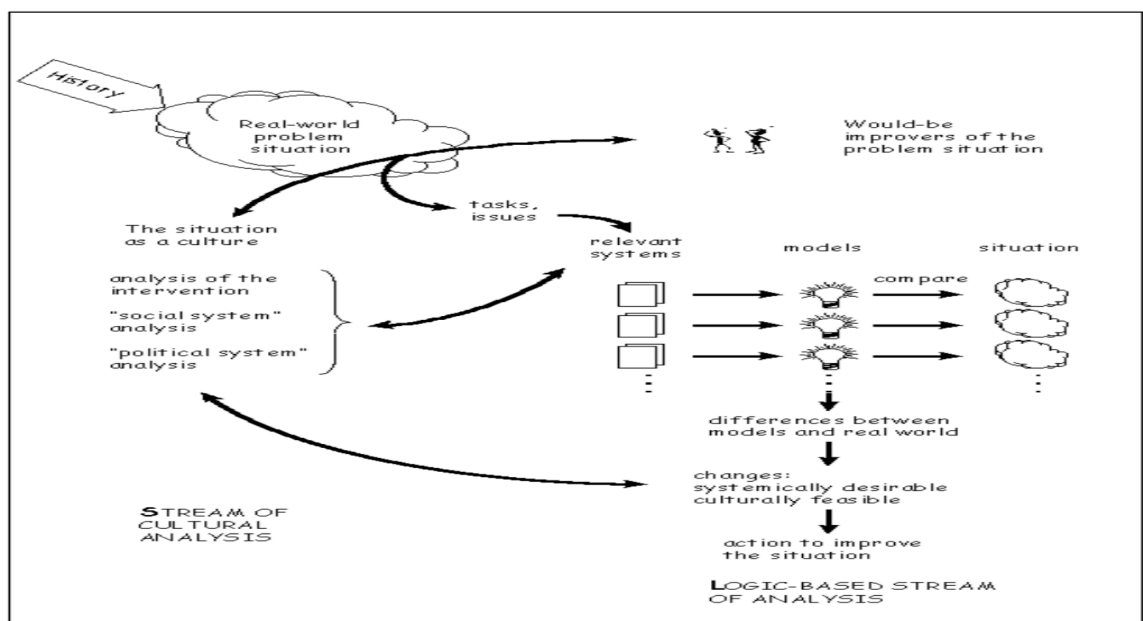 History
Real-world
problem
situation
Would-be
improvers of the
problem situation
tasks,
issues
The situation
as a culture
relevant
systems
models
situation
compare
analysis of the
intervention
"social system"
analysis
"political system"
analysis
differences between
models and real world
changes:
systemically desirable
culturally feasible
action to improve
the situation
STREAM OF
CULTURAL
ANALYSIS
LOGIC-BASED STREAM
OF ANALYSIS